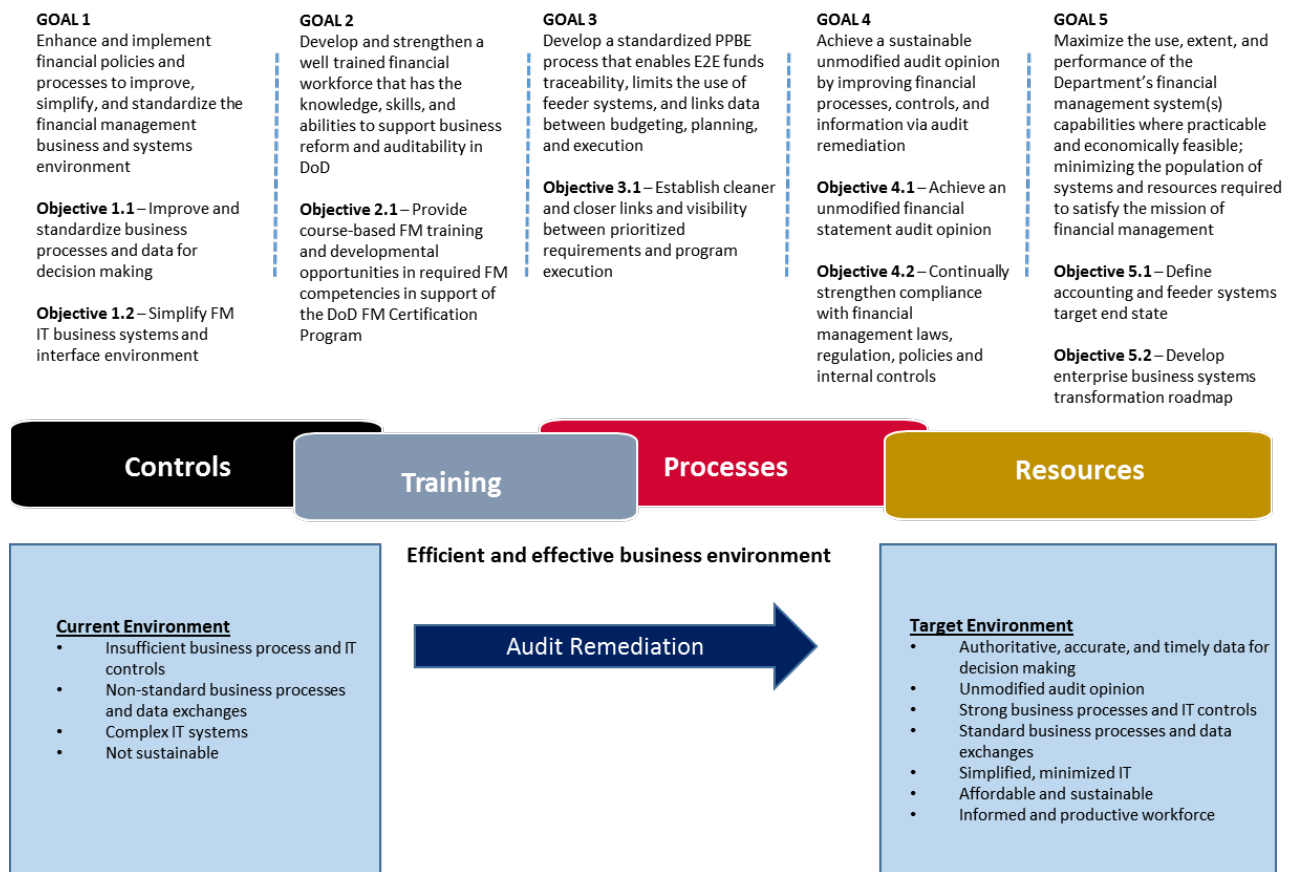 GOAL 1
Enhance and implement
financial policies and
processes to improve,
simplify, and standardize the
financial management
business and systems
environment
Objective 1.1 – Improve and
standardize business
processes and data for
decision making
Objective 1.2 – Simplify FM
IT business systems and
interface environment
GOAL 2
Develop and strengthen a
well trained financial
workforce that has the
knowledge, skills, and
abilities to support business
reform and auditability in
DoD
Objective 2.1 – Provide
course-based FM training
and developmental
opportunities in required FM
competencies in support of
the DoD FM Certification
Program
GOAL 3
Develop a standardized PPBE
process that enables E2E funds
traceability, limits the use of
feeder systems, and links data
between budgeting, planning,
and execution
Objective 3.1 – Establish cleaner
and closer links and visibility
between prioritized
requirements and program
execution
GOAL 4
Achieve a sustainable
unmodified audit opinion
by improving financial
processes, controls, and
information via audit
remediation
Objective 4.1 – Achieve an
unmodified financial
statement audit opinion
Objective 4.2 – Continually
strengthen compliance
with financial
management laws,
regulation, policies and
internal controls
GOAL 5
Maximize the use, extent, and
performance of the
Department's financial
management system(s)
capabilities where practicable
and economically feasible;
minimizing the population of
systems and resources required
to satisfy the mission of
financial management
Objective 5.1 – Define
accounting and feeder systems
target end state
Objective 5.2 – Develop
enterprise business systems
transformation roadmap
Controls
Training
Processes
Resources
Current Environment
• Insufficient business process and IT
controls
• Non-standard business processes
and data exchanges
• Complex IT systems
• Not sustainable
Efficient and effective business environment
Audit Remediation
Target Environment
• Authoritative, accurate, and timely data for
decision making
• Unmodified audit opinion
• Strong business processes and IT controls
• Standard business processes and data
exchanges
• Simplified, minimized IT
• Affordable and sustainable
• Informed and productive workforce